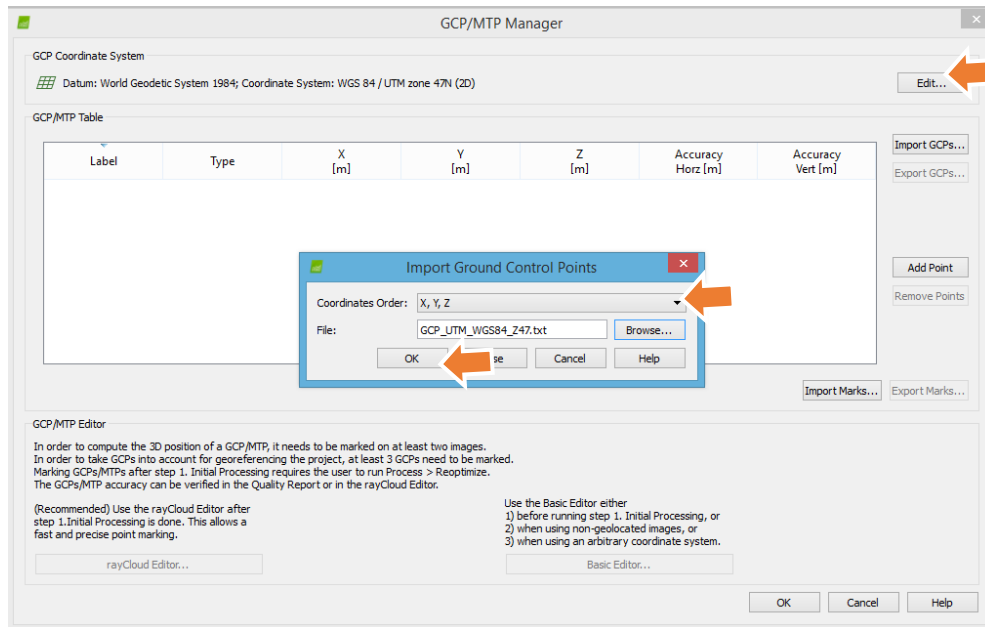 GCP/MTP Manager
GCP Coordinate System
Datum: World Geodetic System 1984; Coordinate System: WGS 84 / UTM zone 47N (2D)
Edit...
GCP/MTP Table
Label
Type
X
[m]
Y
[m]
Z
[m]
Accuracy
Horz [m]
Accuracy
Vert [m]
Import GCPs...
Export GCPs...
Add Point
Remove Points
Import Ground Control Points
Coordinates Order: X, Y, Z
File: GCP_UTM_WGS84_Z47.txt Browse...
OK
Cancel
Help
Import Marks...
Export Marks...
GCP/MTP Editor
In order to compute the 3D position of a GCP/MTP, it needs to be marked on at least two images.
In order to take GCPs into account for georeferencing the project, at least 3 GCPs need to be marked.
Marking GCPs/MTPs after step 1. Initial Processing requires the user to run Process > Reoptimize.
The GCPs/MTP accuracy can be verified in the Quality Report or in the rayCloud Editor.
(Recommended) Use the rayCloud Editor after
step 1.Initial Processing is done. This allows a
fast and precise point marking.
rayCloud Editor...
Use the Basic Editor either
1) before running step 1. Initial Processing, or
2) when using non-geolocated images, or
3) when using an arbitrary coordinate system.
Basic Editor...
OK
Cancel
Help